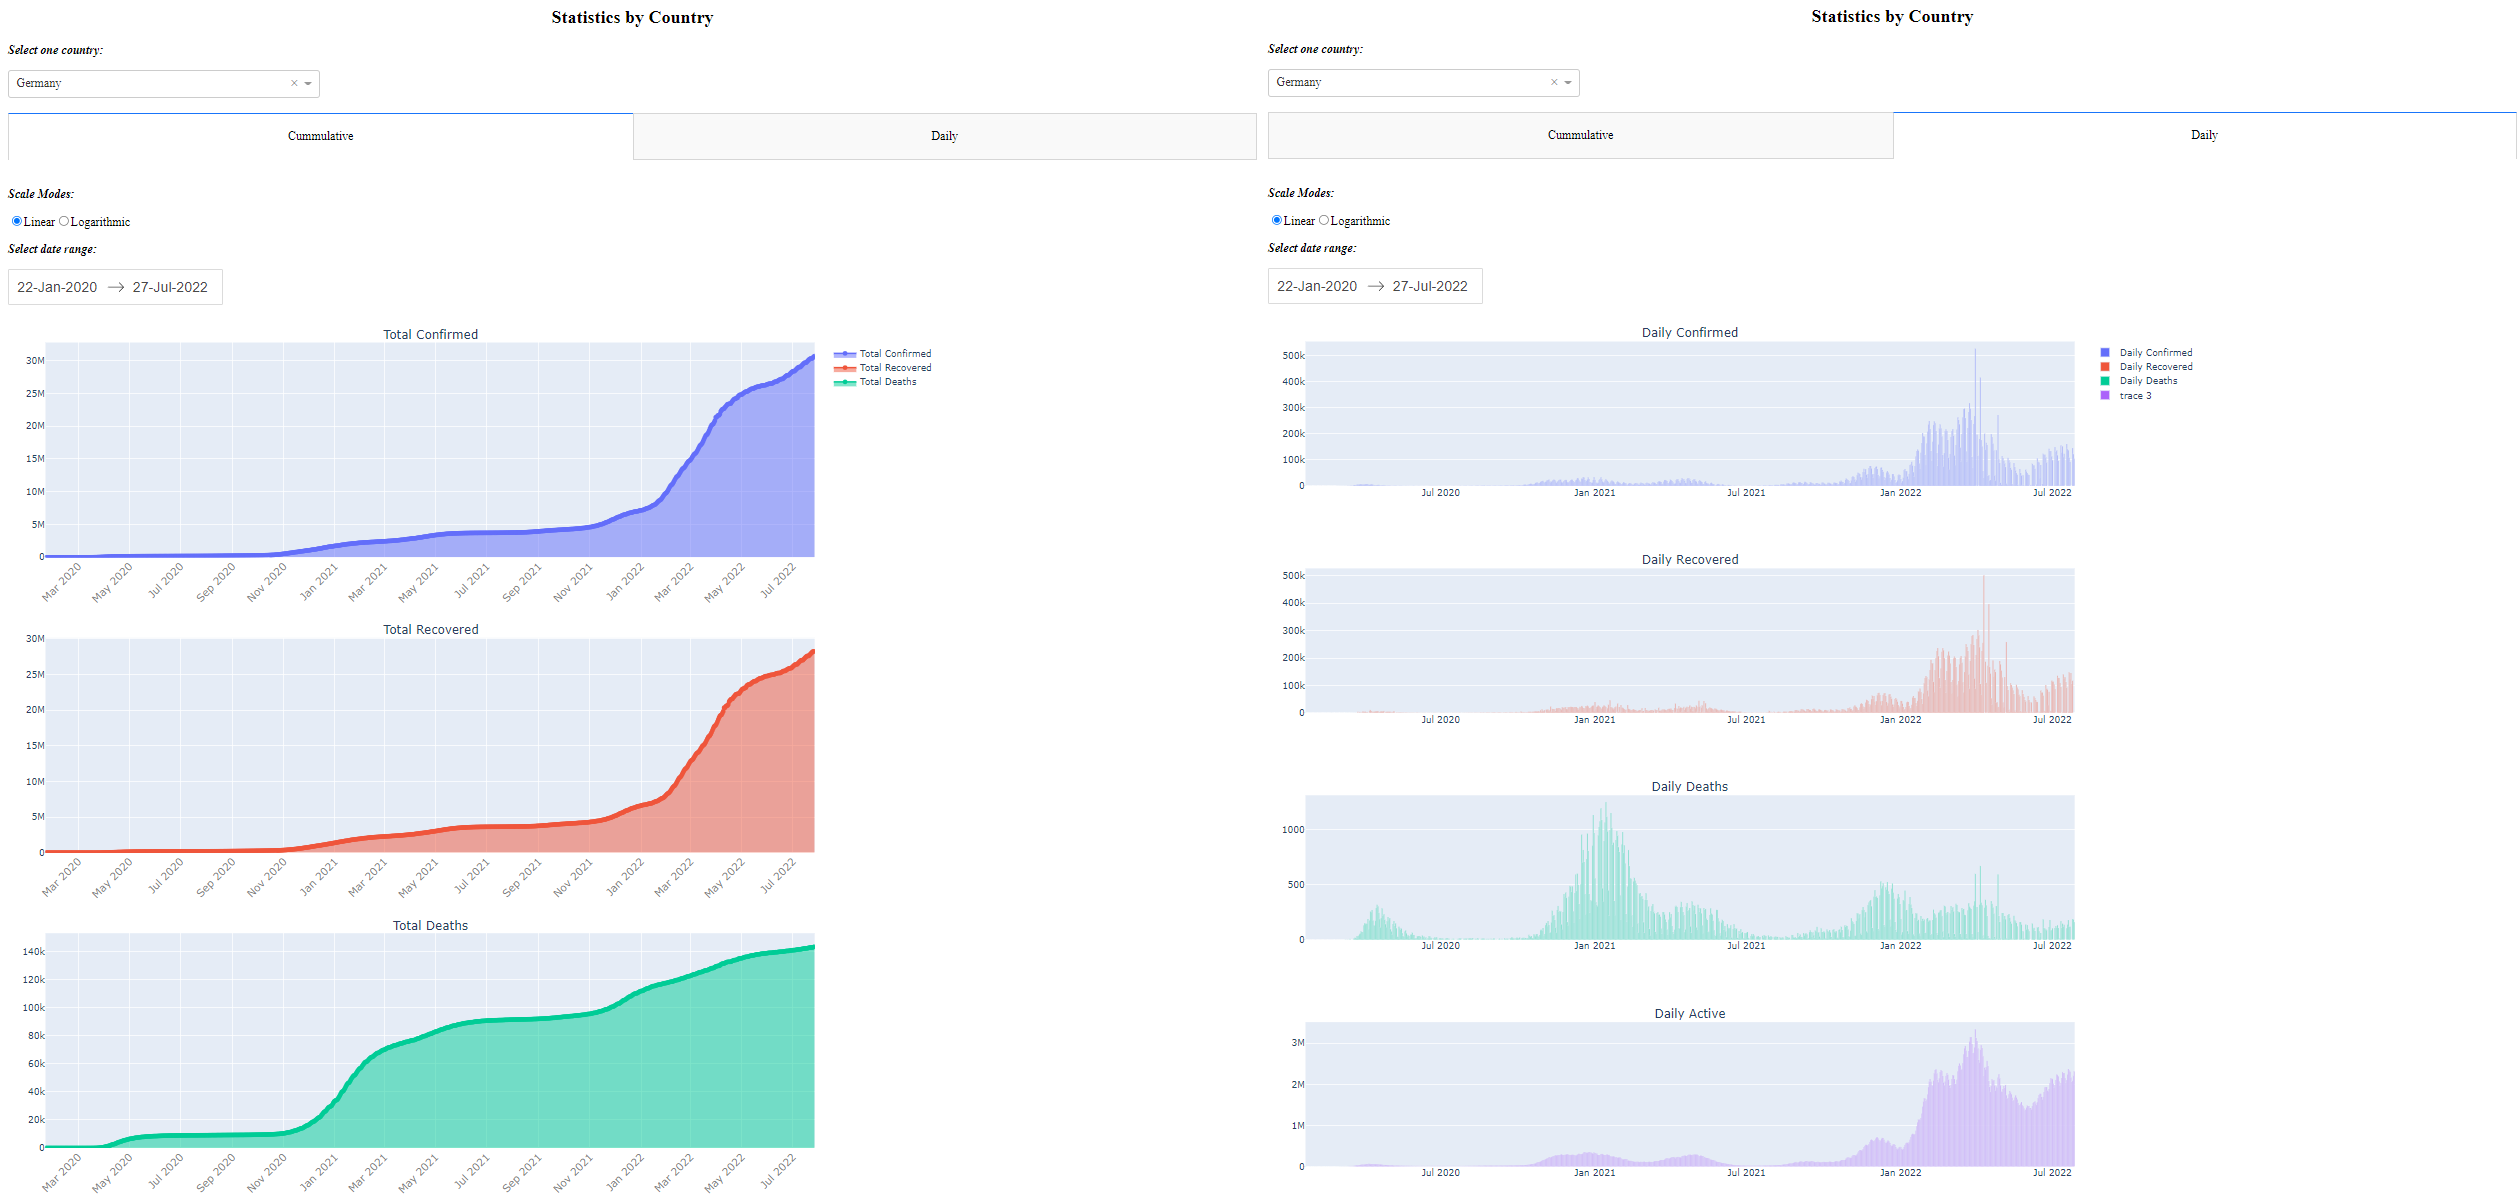 Statistics by Country
Select one country:
Germany
Cummulative
Daily
Scale Modes:
Linear Logarithmic
Select date range:
22-Jan-2020 → 27-Jul-2022
Total Confirmed
30M
25M
20M
15M
10M
5M
0
Mar 2020 May 2020 Jul 2020 Sep 2020 Nov 2020 Jan 2021 Mar 2021 May 2021 Jul 2021 Sep 2021 Nov 2021 Jan 2022 Mar 2022 May 2022 Jul 2022
Total Confirmed
Total Recovered
Total Deaths
Total Recovered
30M
25M
20M
15M
10M
5M
0
Mar 2020 May 2020 Jul 2020 Sep 2020 Nov 2020 Jan 2021 Mar 2021 May 2021 Jul 2021 Sep 2021 Nov 2021 Jan 2022 Mar 2022 May 2022 Jul 2022
Total Deaths
140k
120k
100k
80k
60k
40k
20k
0
Mar 2020 May 2020 Jul 2020 Sep 2020 Nov 2020 Jan 2021 Mar 2021 May 2021 Jul 2021 Sep 2021 Nov 2021 Jan 2022 Mar 2022 May 2022 Jul 2022
Statistics by Country
Select one country:
Germany
Cummulative
Daily
Scale Modes:
Linear Logarithmic
Select date range:
22-Jan-2020 → 27-Jul-2022
Daily Confirmed
500k
400k
300k
200k
100k
0
Jul 2020 Jan 2021 Jul 2021 Jan 2022 Jul 2022
Daily Confirmed
Daily Recovered
Daily Deaths
trace 3
Daily Recovered
500k
400k
300k
200k
100k
0
Jul 2020 Jan 2021 Jul 2021 Jan 2022 Jul 2022
Daily Deaths
1000
500
0
Jul 2020 Jan 2021 Jul 2021 Jan 2022 Jul 2022
Daily Active
3M
2M
1M
0
Jul 2020 Jan 2021 Jul 2021 Jan 2022 Jul 2022